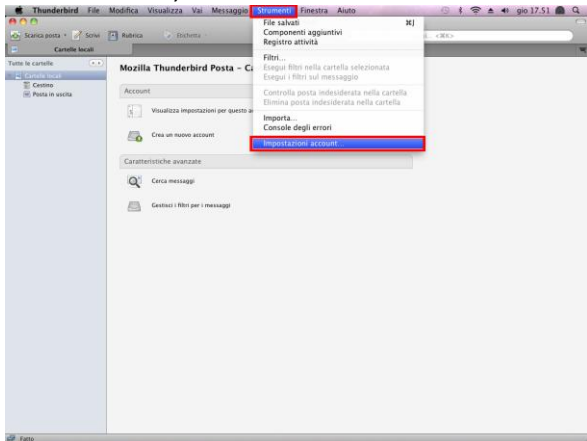 Thunderbird File Modifica Visualizza Vai Messaggio Strumenti Finestra Aiuto gio 17.51
Scarica posta Scrivi Rubrica Etichetta
Cartelle locali
Tutte le cartelle
Cartelle locali
Cestino
Posta in uscita
Mozilla Thunderbird Posta – Ca
Account
Visualizza impostazioni per questo a
Crea un nuovo account
Caratteristiche avanzate
Cerca messaggi
Gestisci i filtri per i messaggi
File salvati ⌘J
Componenti aggiuntivi
Registro attività
Filtri...
Esegui filtri nella cartella selezionata
Esegui i filtri sul messaggio
Controlla posta indesiderata nella cartella
Elimina posta indesiderata nella cartella
Importa...
Console degli errori
Impostazioni account...
Fatto